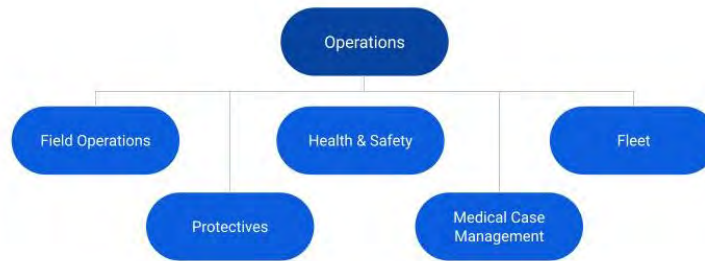 Operations
Field Operations
Health & Safety
Fleet
Protectives
Medical Case
Management